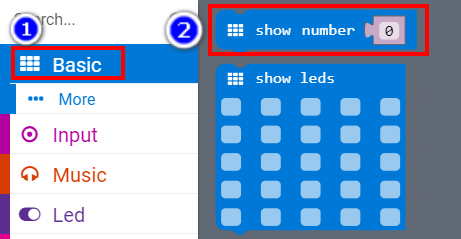 Search...
1
2
show number 0
Basic
show leds
More
Input
Music
Led